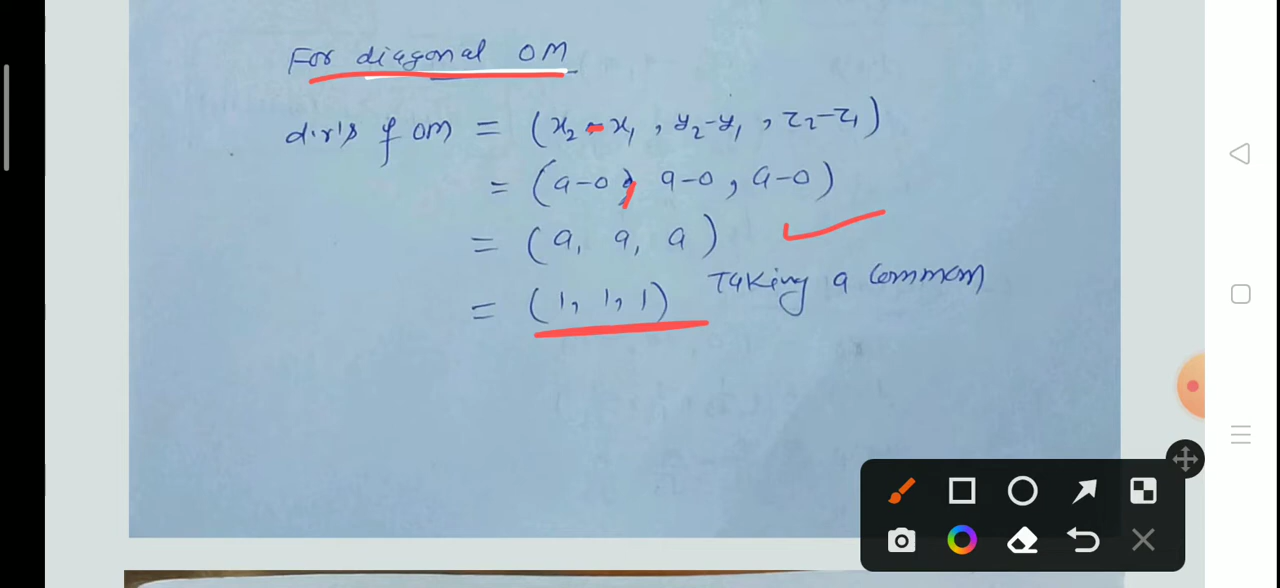 For diagonal OM
dir's of OM = (x₂-x₁, y₂-y₁, z₂-z₁)
= (a-0, a-0, a-0)
= (a, a, a)
= (1, 1, 1) Taking a common